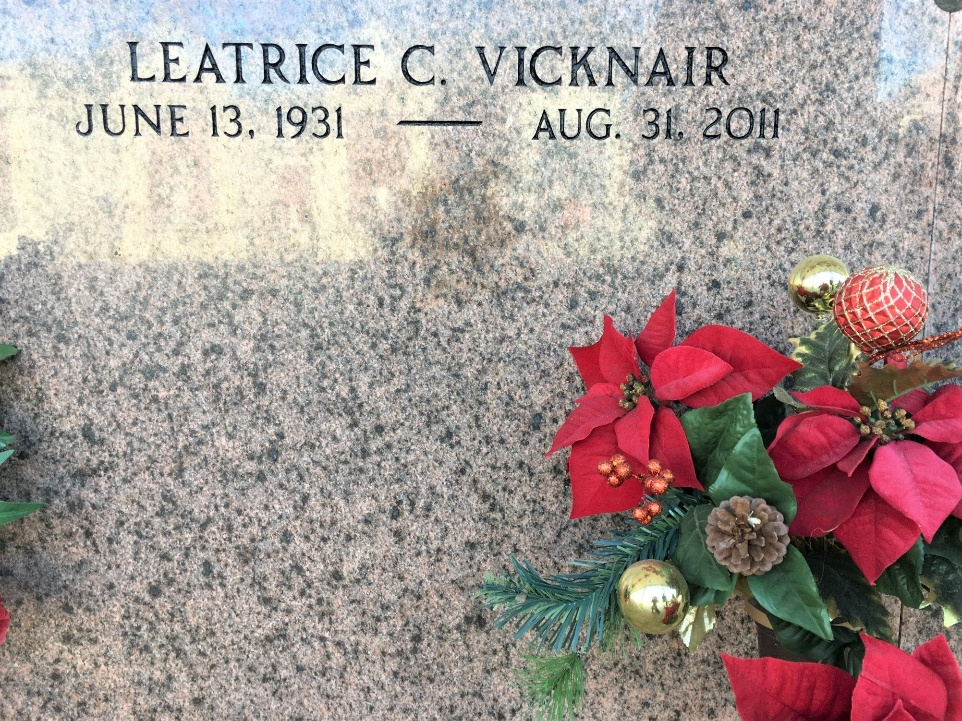 LEATRICE C. VICKNAIR
JUNE 13, 1931 — AUG. 31, 2011